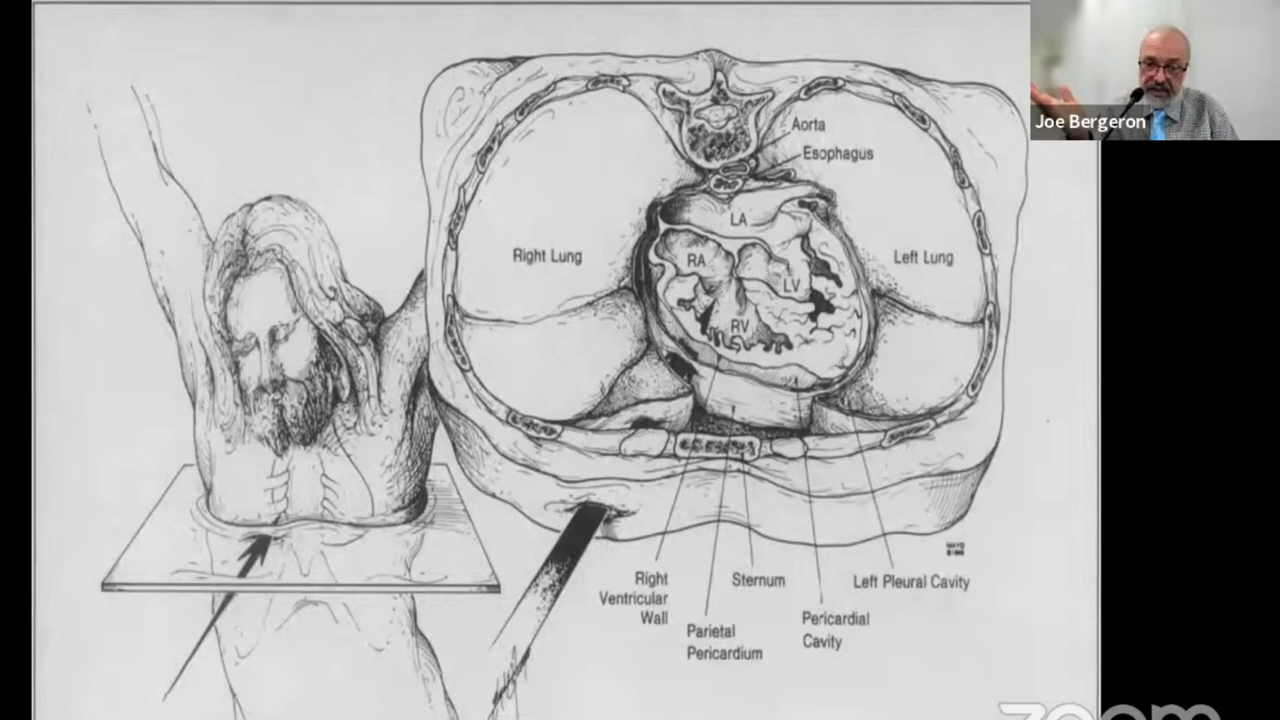 Joe Bergeron
Aorta
Esophagus
LA
Right Lung
RA
LV
Left Lung
RV
Right
Ventricular
Wall
Sternum
Left Pleural Cavity
Parietal
Pericardium
Pericardial
Cavity
zoom